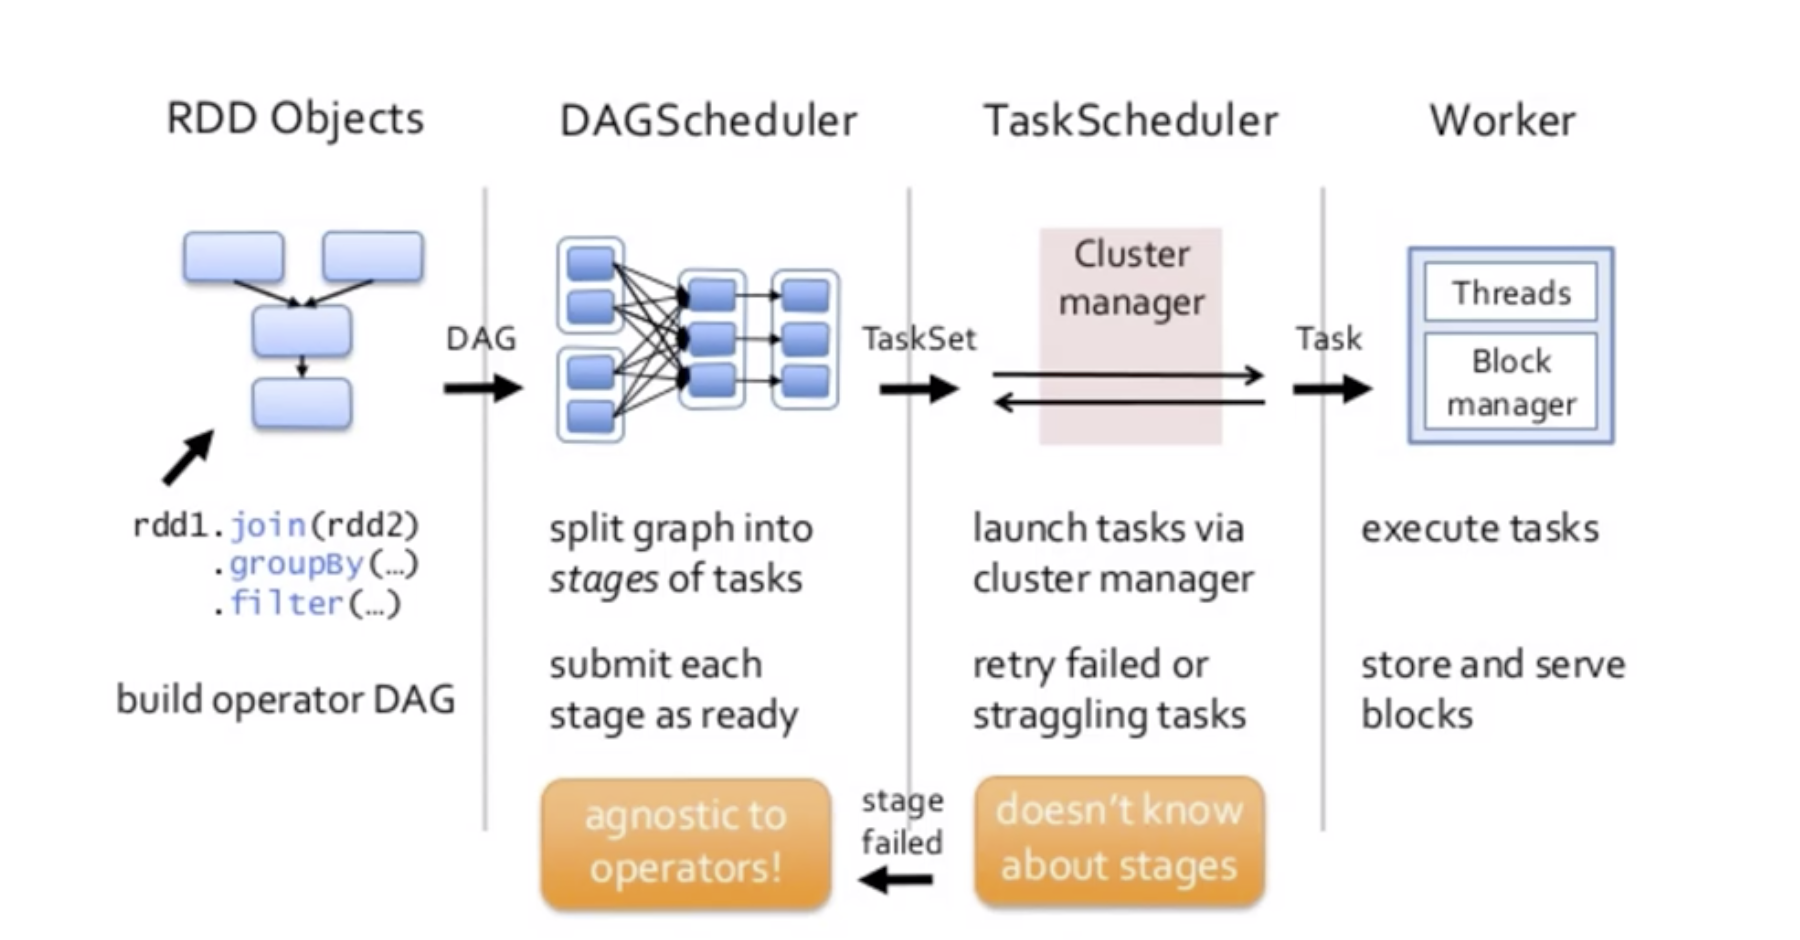 RDD Objects
DAGScheduler
TaskScheduler
Worker
DAG
TaskSet
Cluster
manager
Task
Threads
Block
manager
rdd1.join(rdd2)
.groupBy(…)
.filter(…)
build operator DAG
split graph into
stages of tasks
submit each
stage as ready
launch tasks via
cluster manager
retry failed or
straggling tasks
execute tasks
store and serve
blocks
agnostic to
operators!
stage
failed
doesn't know
about stages